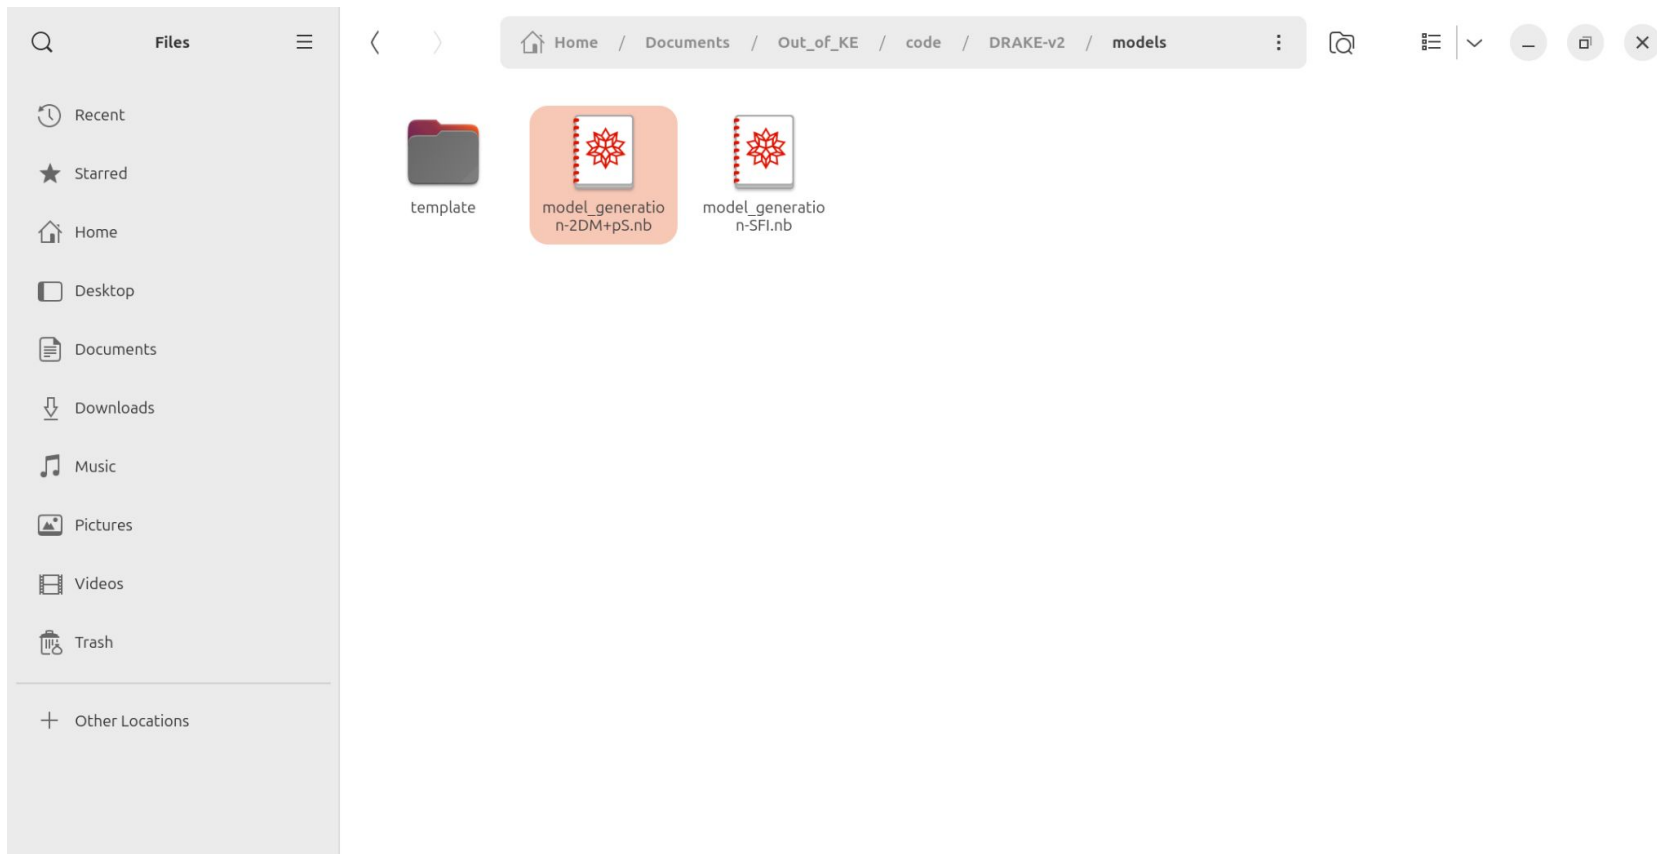 Files
Home / Documents / Out_of_KE / code / DRAKE-v2 / models
Recent
Starred
Home
Desktop
Documents
Downloads
Music
Pictures
Videos
Trash
Other Locations
template
model_generatio
n-2DM+pS.nb
model_generatio
n-SFI.nb